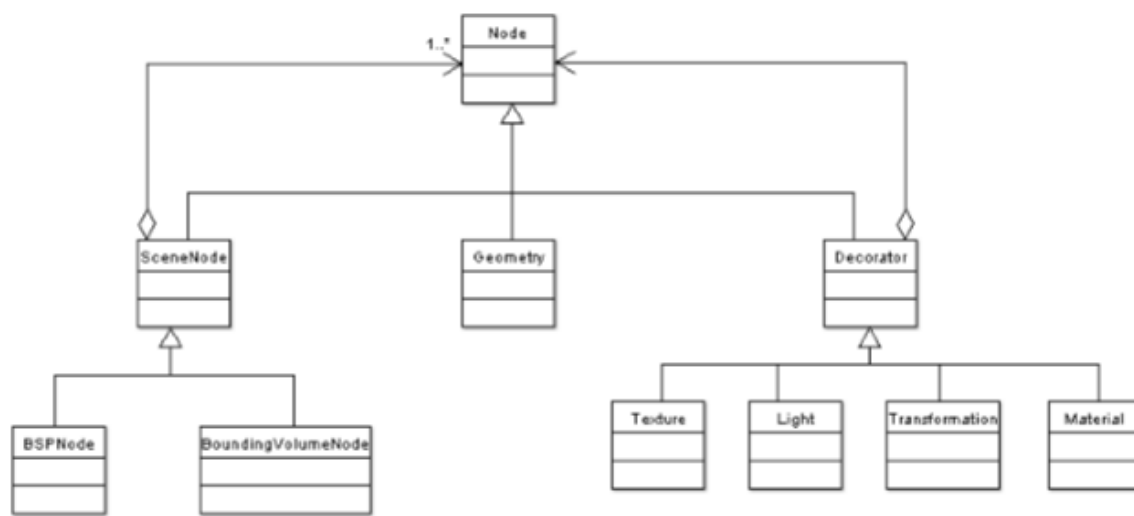 Node
1..*
SceneNode
Geometry
Decorator
BSPNode
BoundingVolumeNode
Texture
Light
Transformation
Material